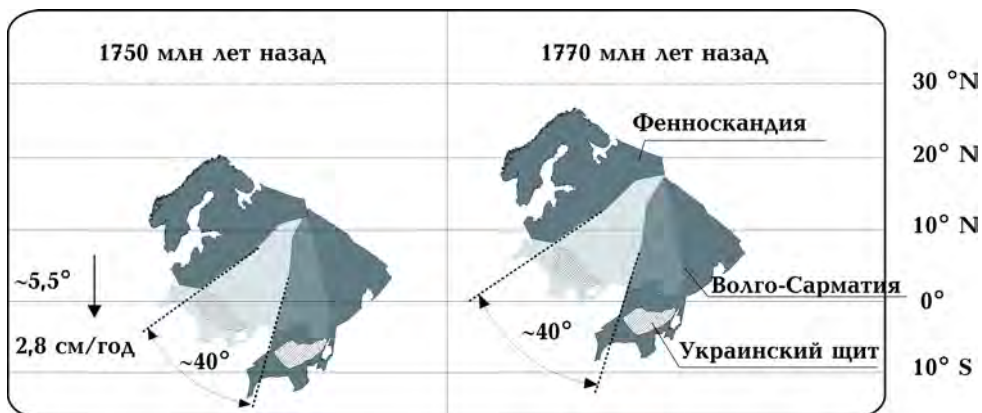 1750 млн лет назад
1770 млн лет назад
30 °N
Фенноскандия
20° N
10° N
~5,5°
Волго-Сарматия
0°
2,8 см/год
~40°
~40°
Украинский щит
10° S